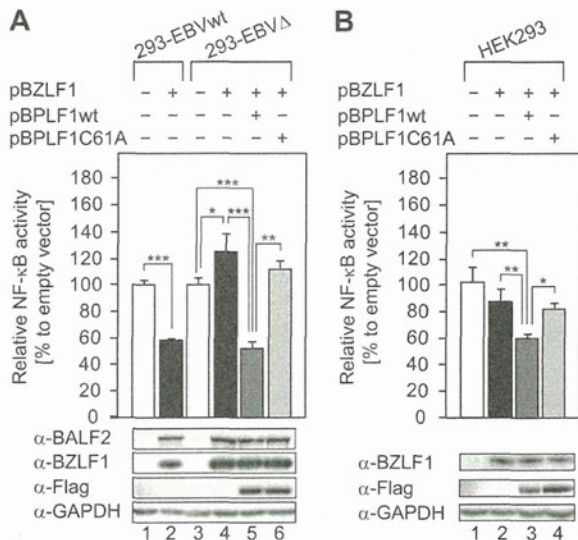 A
293-EBVwt
293-EBVΔ
pBZLF1 – + – + + +
pBPLF1wt – – – – + –
pBPLF1C61A – – – – – +
Relative NF-κB activity
[% to empty vector]
180
160
140
120
100
80
60
40
20
0
***
***
*
***
**
α-BALF2
α-BZLF1
α-Flag
α-GAPDH
1 2 3 4 5 6
B
HEK293
pBZLF1 – + + +
pBPLF1wt – – + –
pBPLF1C61A – – – +
Relative NF-κB activity
[% to empty vector]
180
160
140
120
100
80
60
40
20
0
**
**
*
α-BZLF1
α-Flag
α-GAPDH
1 2 3 4